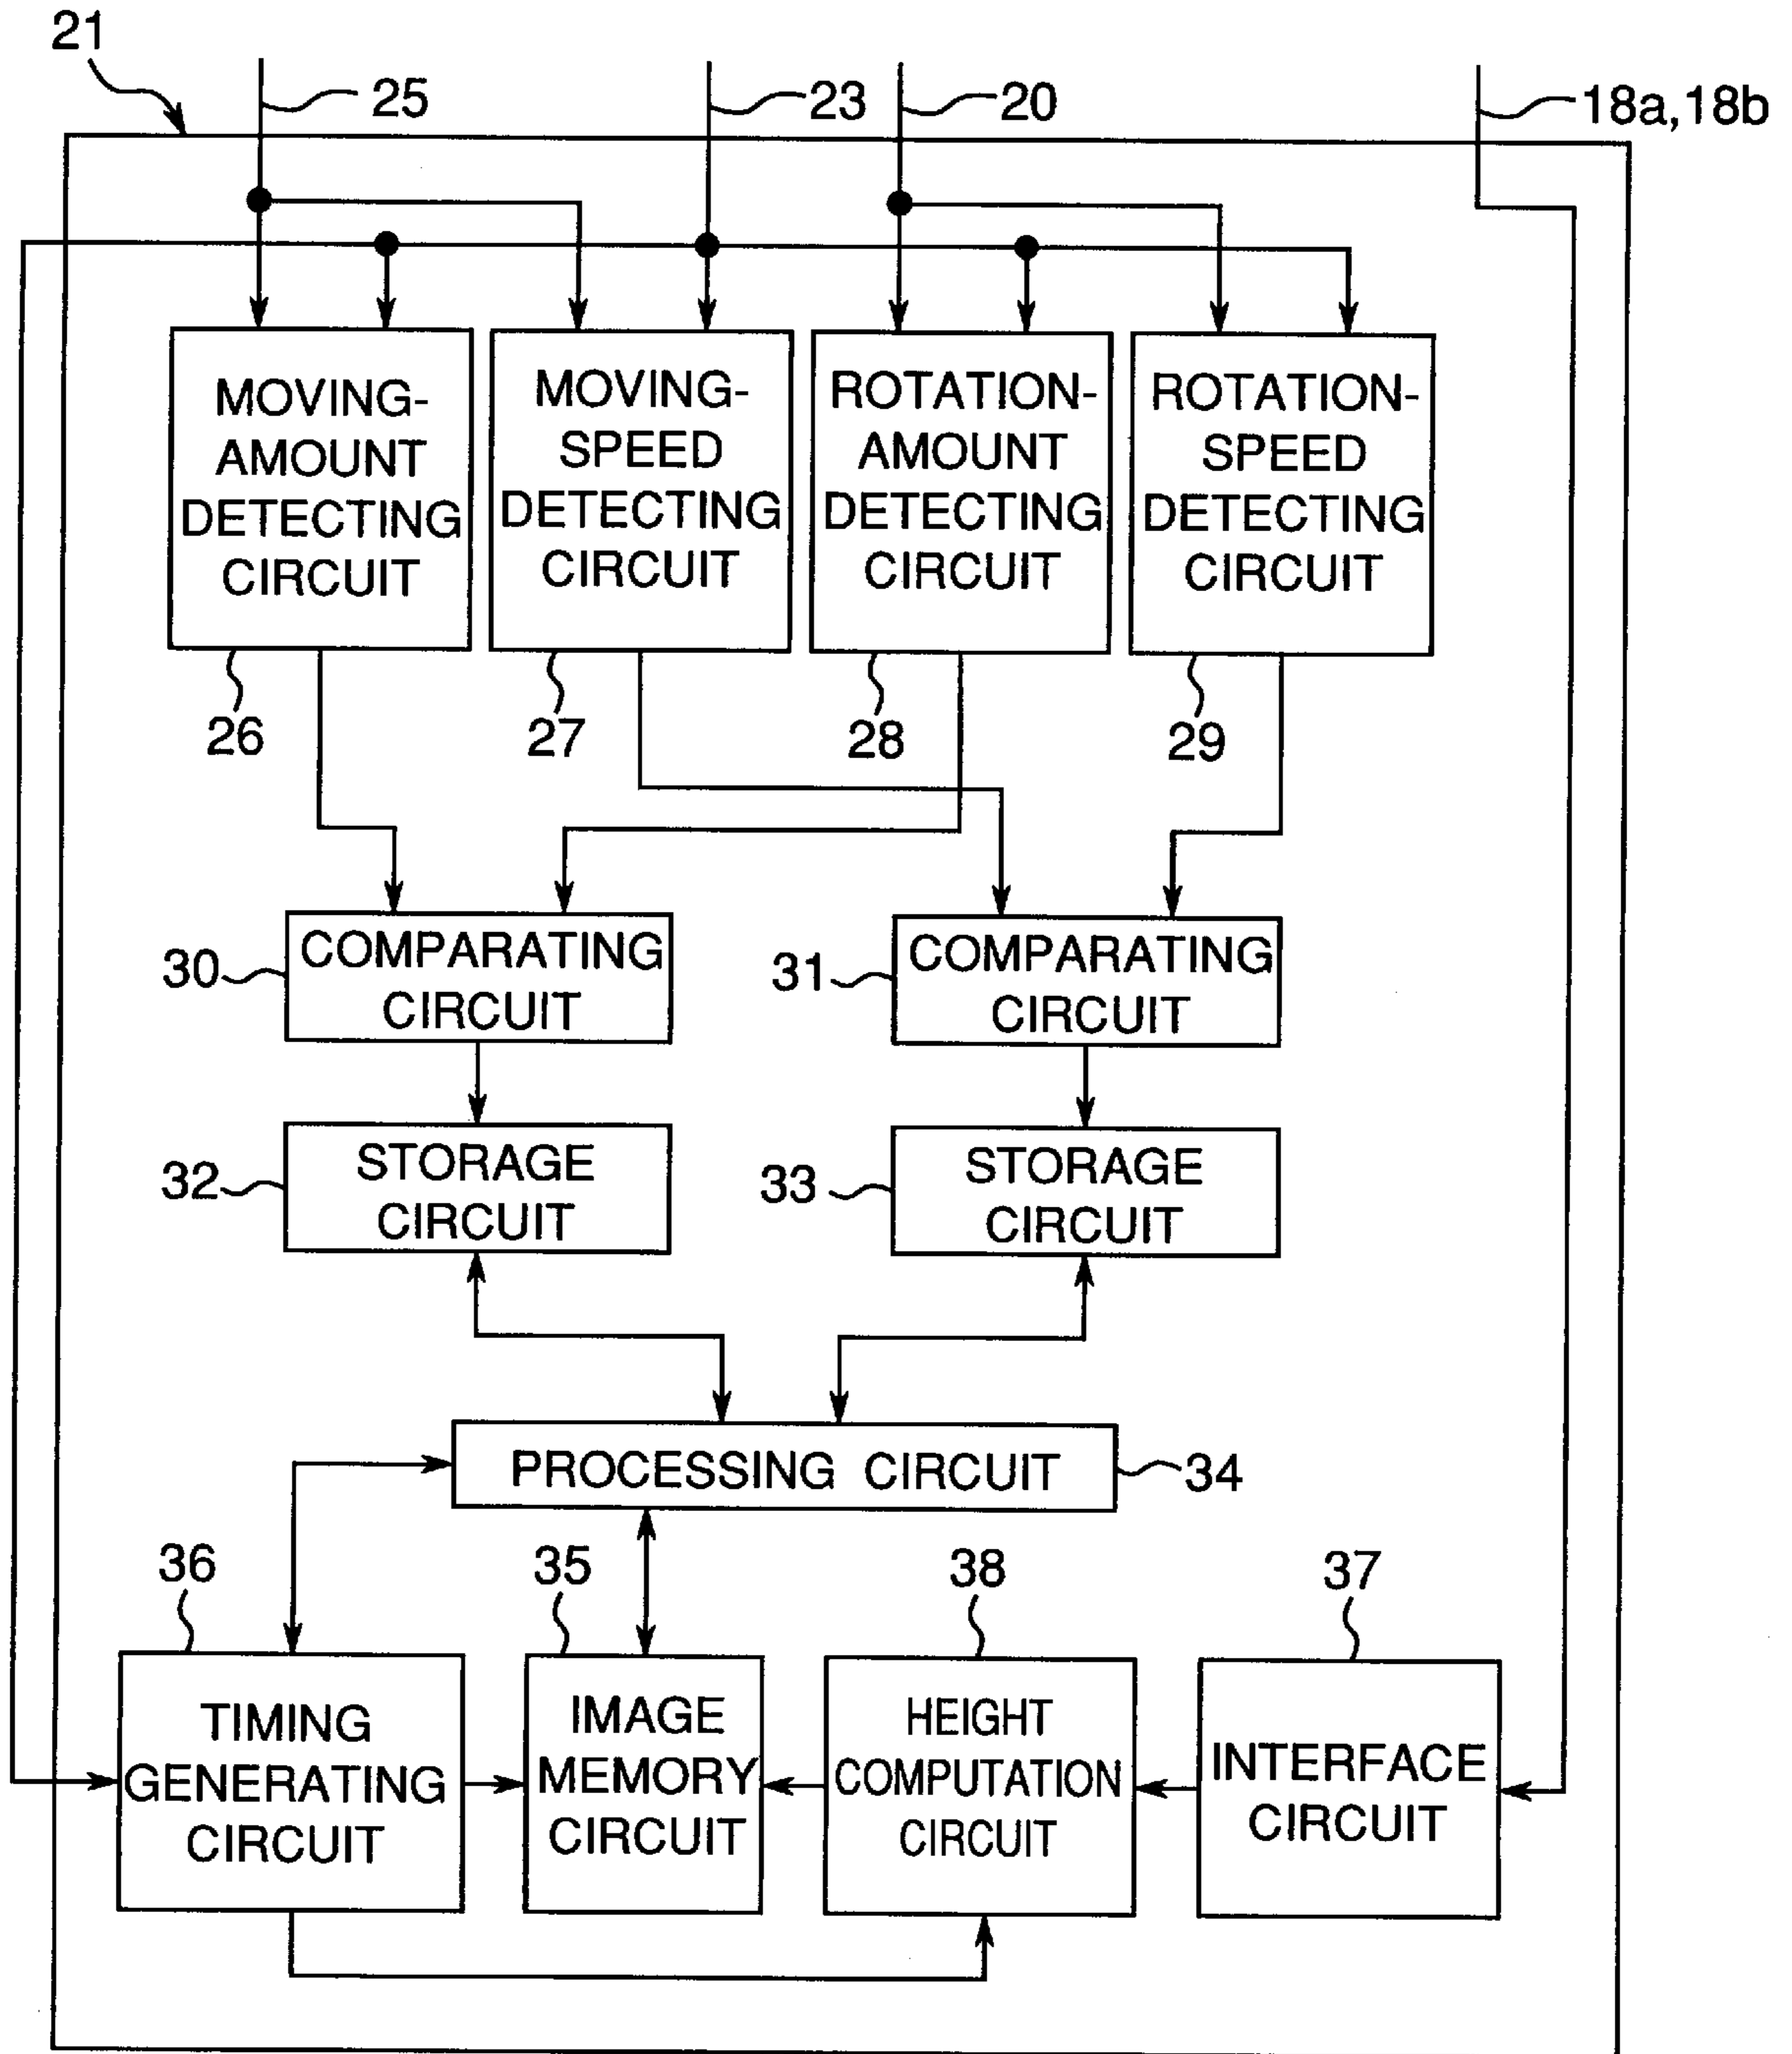 21
25
23
20
18a,18b
MOVING-
AMOUNT
DETECTING
CIRCUIT
MOVING-
SPEED
DETECTING
CIRCUIT
ROTATION-
AMOUNT
DETECTING
CIRCUIT
ROTATION-
SPEED
DETECTING
CIRCUIT
26
27
28
29
30
COMPARATING
CIRCUIT
31
COMPARATING
CIRCUIT
32
STORAGE
CIRCUIT
33
STORAGE
CIRCUIT
PROCESSING CIRCUIT
34
36
35
38
37
TIMING
GENERATING
CIRCUIT
IMAGE
MEMORY
CIRCUIT
HEIGHT
COMPUTATION
CIRCUIT
INTERFACE
CIRCUIT